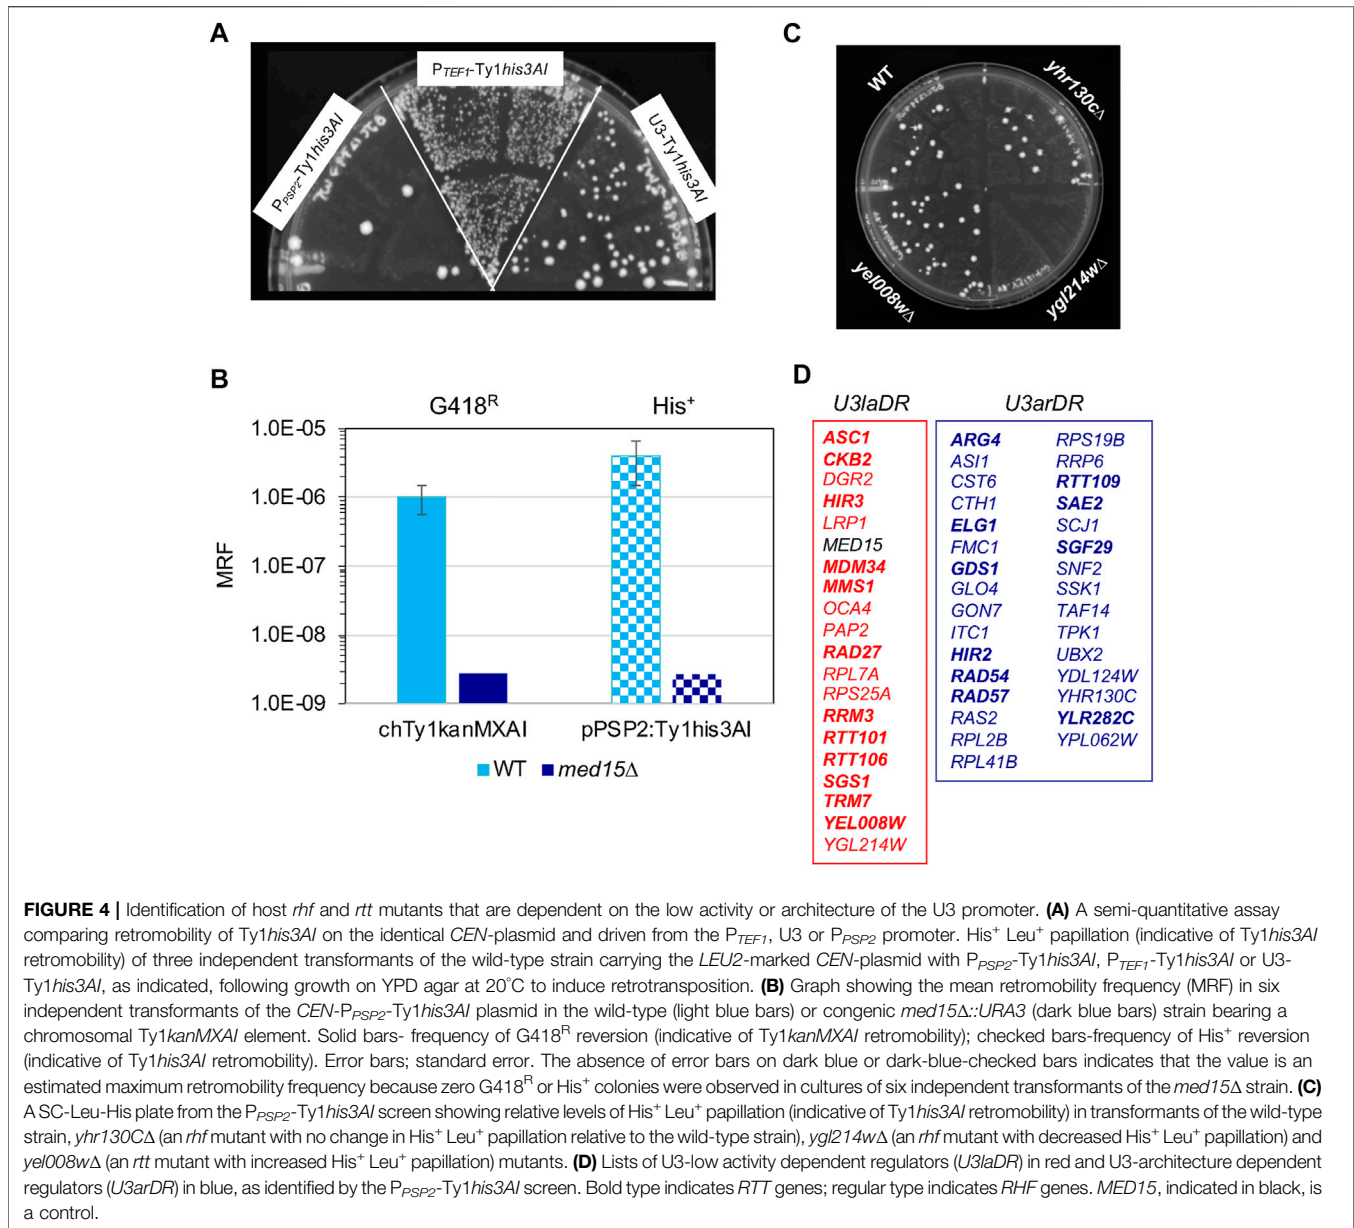 A
P_PSP2-Ty1his3AI
P_TEF1-Ty1his3AI
U3-Ty1his3AI
C
WT
yhr130cΔ
yel008wΔ
ygl214wΔ
B
G418^R
His^+
MRF
1.0E-05
1.0E-06
1.0E-07
1.0E-08
1.0E-09
chTy1kanMXAI
pPSP2:Ty1his3AI
WT
med15Δ
D
U3laDR
ASC1
CKB2
DGR2
HIR3
LRP1
MED15
MDM34
MMS1
OCA4
PAP2
RAD27
RPL7A
RPS25A
RRM3
RTT101
RTT106
SGS1
TRM7
YEL008W
YGL214W
U3arDR
ARG4
ASI1
CST6
CTH1
ELG1
FMC1
GDS1
GLO4
GON7
ITC1
HIR2
RAD54
RAD57
RAS2
RPL2B
RPL41B
RPS19B
RRP6
RTT109
SAE2
SCJ1
SGF29
SNF2
SSK1
TAF14
TPK1
UBX2
YDL124W
YHR130C
YLR282C
YPL062W
FIGURE 4 | Identification of host rhf and rtt mutants that are dependent on the low activity or architecture of the U3 promoter. (A) A semi-quantitative assay
comparing retromobility of Ty1his3AI on the identical CEN-plasmid and driven from the P_TEF1, U3 or P_PSP2 promoter. His^+ Leu^+ papillation (indicative of Ty1his3AI
retromobility) of three independent transformants of the wild-type strain carrying the LEU2-marked CEN-plasmid with P_PSP2-Ty1his3AI, P_TEF1-Ty1his3AI or U3-
Ty1his3AI, as indicated, following growth on YPD agar at 20°C to induce retrotransposition. (B) Graph showing the mean retromobility frequency (MRF) in six
independent transformants of the CEN-P_PSP2-Ty1his3AI plasmid in the wild-type (light blue bars) or congenic med15Δ::URA3 (dark blue bars) strain bearing a
chromosomal Ty1kanMXAI element. Solid bars- frequency of G418^R reversion (indicative of Ty1kanMXAI retromobility); checked bars-frequency of His^+ reversion
(indicative of Ty1his3AI retromobility). Error bars; standard error. The absence of error bars on dark blue or dark-blue-checked bars indicates that the value is an
estimated maximum retromobility frequency because zero G418^R or His^+ colonies were observed in cultures of six independent transformants of the med15Δ strain. (C)
A SC-Leu-His plate from the P_PSP2-Ty1his3AI screen showing relative levels of His^+ Leu^+ papillation (indicative of Ty1his3AI retromobility) in transformants of the wild-type
strain, yhr130CΔ (an rhf mutant with no change in His^+ Leu^+ papillation relative to the wild-type strain), ygl214wΔ (an rhf mutant with decreased His^+ Leu^+ papillation) and
yel008wΔ (an rtt mutant with increased His^+ Leu^+ papillation) mutants. (D) Lists of U3-low activity dependent regulators (U3laDR) in red and U3-architecture dependent
regulators (U3arDR) in blue, as identified by the P_PSP2-Ty1his3AI screen. Bold type indicates RTT genes; regular type indicates RHF genes. MED15, indicated in black, is
a control.